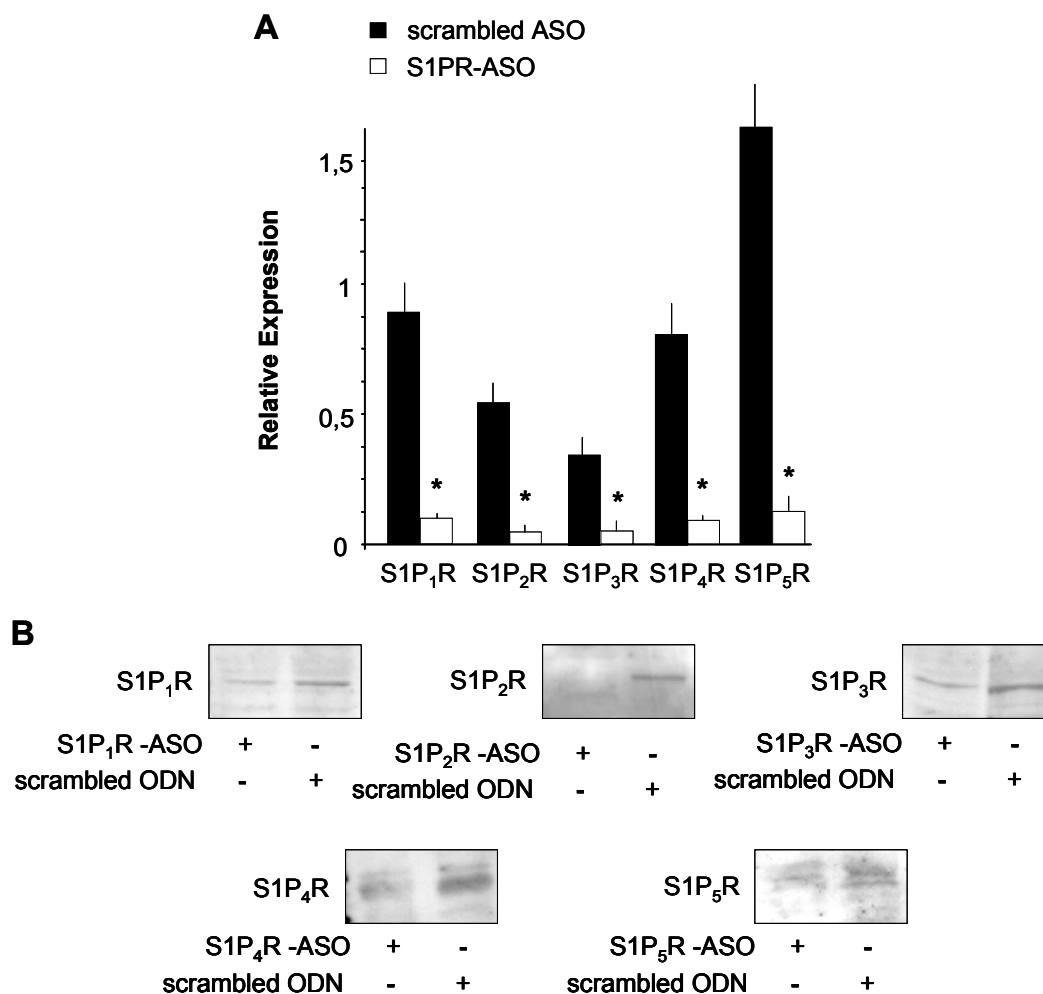 A
scrambled ASO
S1PR-ASO
Relative Expression
1,5
1
0,5
0
* * * * *
S1P₁R S1P₂R S1P₃R S1P₄R S1P₅R
B
S1P₁R
S1P₁R -ASO + -
scrambled ODN - +
S1P₂R
S1P₂R -ASO + -
scrambled ODN - +
S1P₃R
S1P₃R -ASO + -
scrambled ODN - +
S1P₄R
S1P₄R -ASO + -
scrambled ODN - +
S1P₅R
S1P₅R -ASO + -
scrambled ODN - +